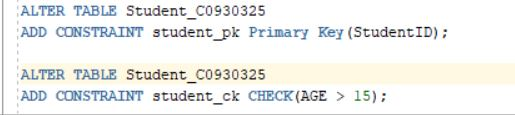 ALTER TABLE Student_C0930325
ADD CONSTRAINT student_pk Primary Key(StudentID);
ALTER TABLE Student_C0930325
ADD CONSTRAINT student_ck CHECK(AGE > 15);